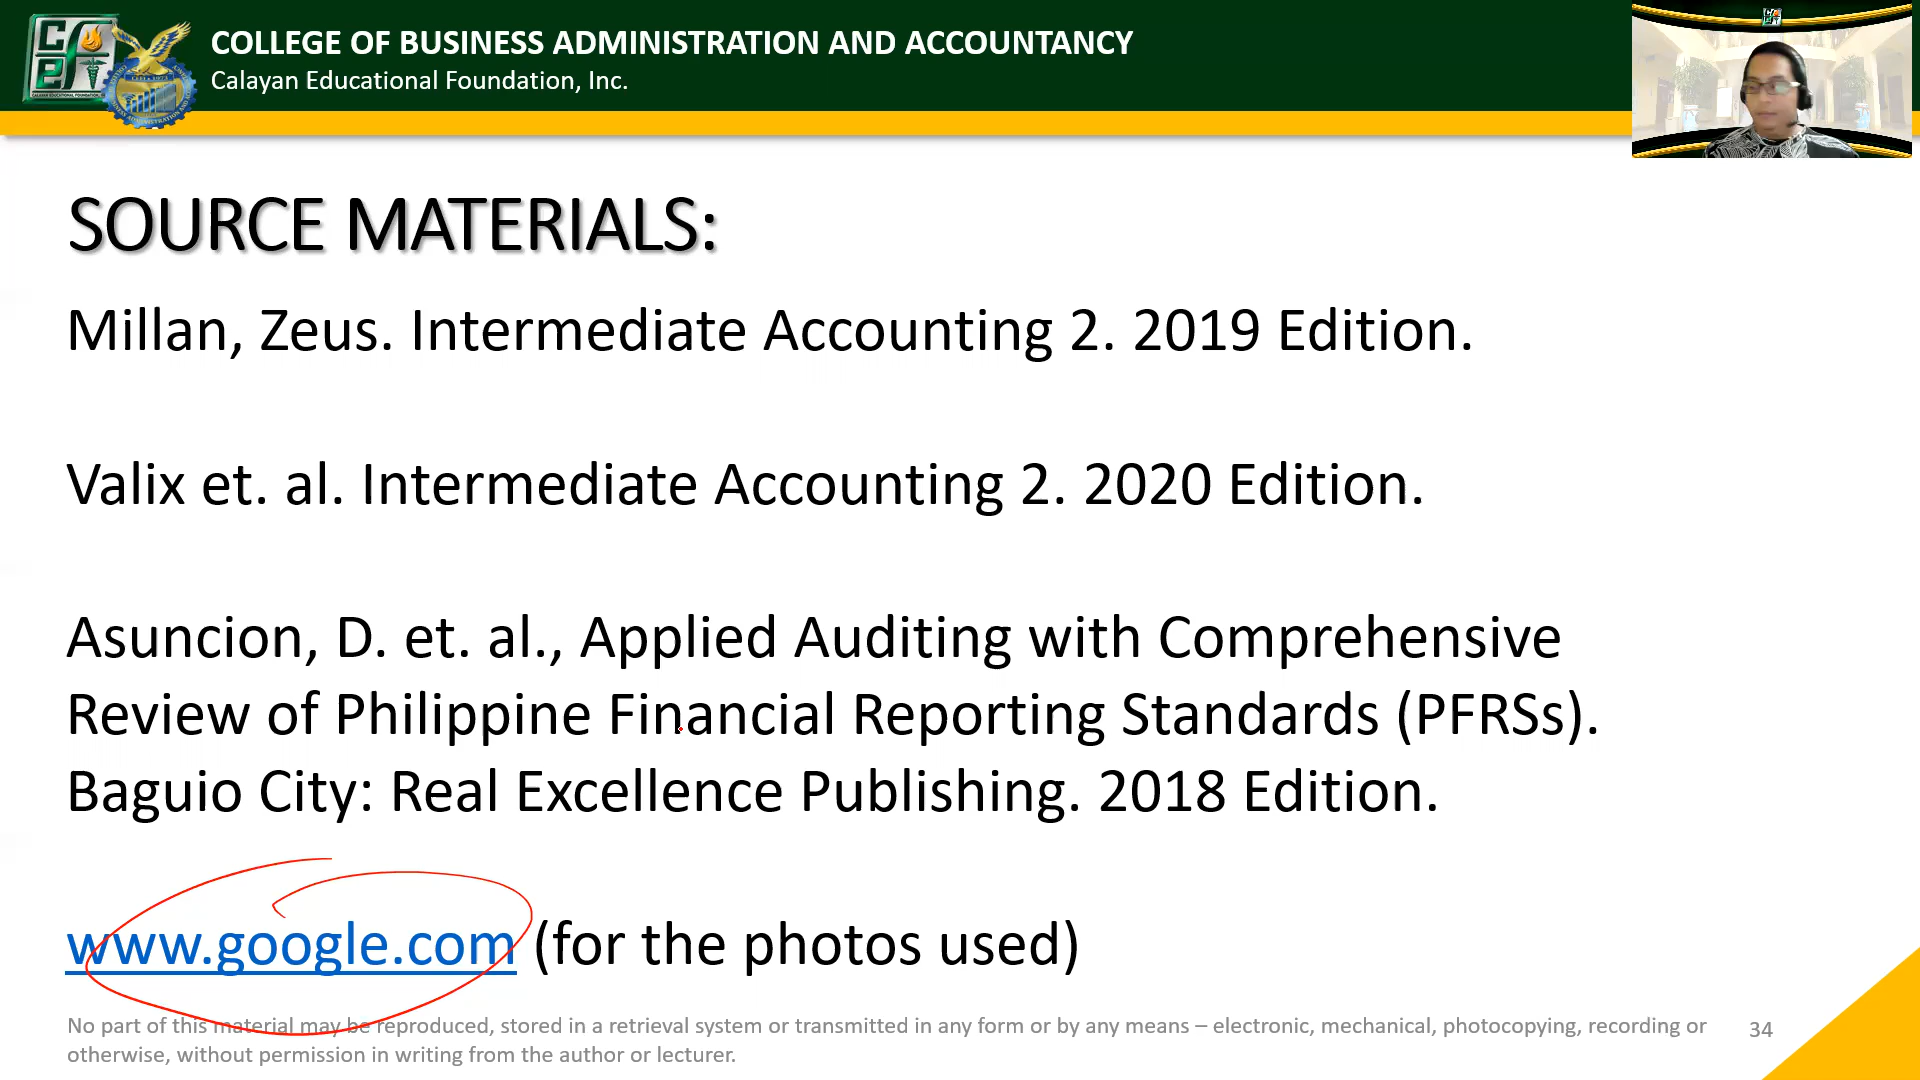 COLLEGE OF BUSINESS ADMINISTRATION AND ACCOUNTANCY
Calayan Educational Foundation, Inc.
SOURCE MATERIALS:
Millan, Zeus. Intermediate Accounting 2. 2019 Edition.
Valix et. al. Intermediate Accounting 2. 2020 Edition.
Asuncion, D. et. al., Applied Auditing with Comprehensive
Review of Philippine Financial Reporting Standards (PFRSs).
Baguio City: Real Excellence Publishing. 2018 Edition.
www.google.com (for the photos used)
No part of this material may be reproduced, stored in a retrieval system or transmitted in any form or by any means – electronic, mechanical, photocopying, recording or
otherwise, without permission in writing from the author or lecturer.
34